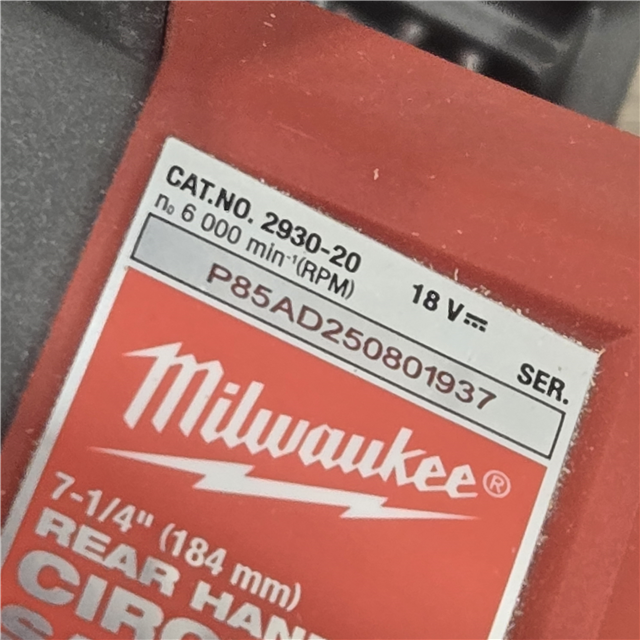 CAT.NO. 2930-20 18 V⎓ SER.
n₀ 6 000 min⁻¹(RPM)
P85AD250801937
Milwaukee®
7-1/4" (184 mm)
REAR